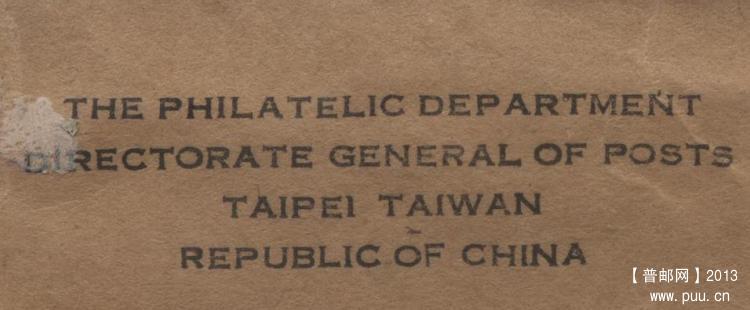 THE PHILATELIC DEPARTMENT
DIRECTORATE GENERAL OF POSTS
TAIPEI TAIWAN
REPUBLIC OF CHINA
【普邮网】2013
www.puu.cn